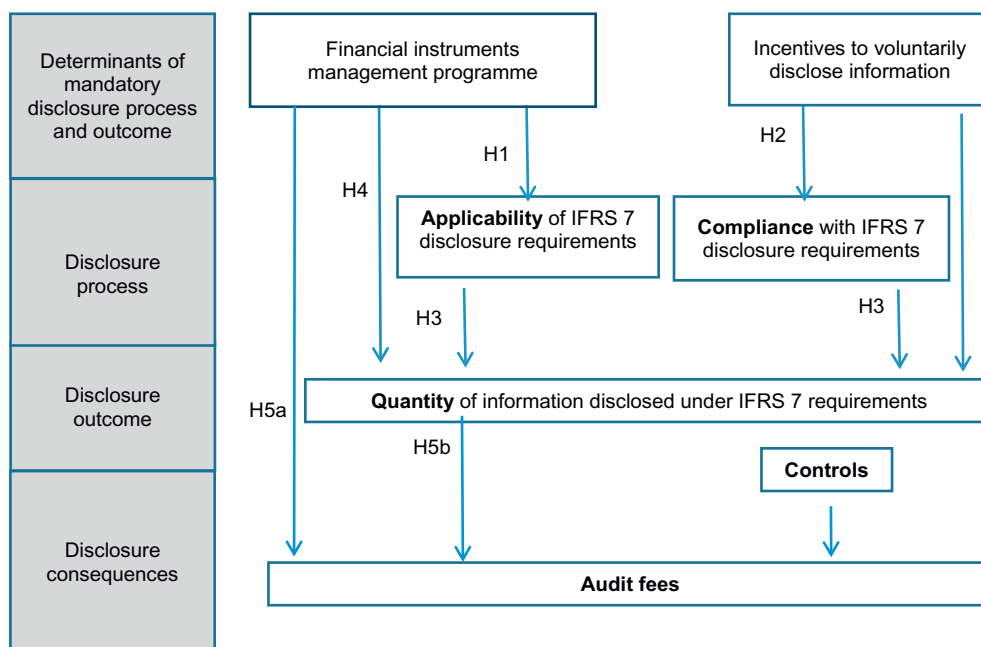 Determinants of
mandatory
disclosure process
and outcome
Financial instruments
management programme
Incentives to voluntarily
disclose information
H1
H2
H4
Disclosure
process
Applicability of IFRS 7
disclosure requirements
Compliance with IFRS 7
disclosure requirements
H3
H3
Disclosure
outcome
Quantity of information disclosed under IFRS 7 requirements
H5a
H5b
Controls
Disclosure
consequences
Audit fees